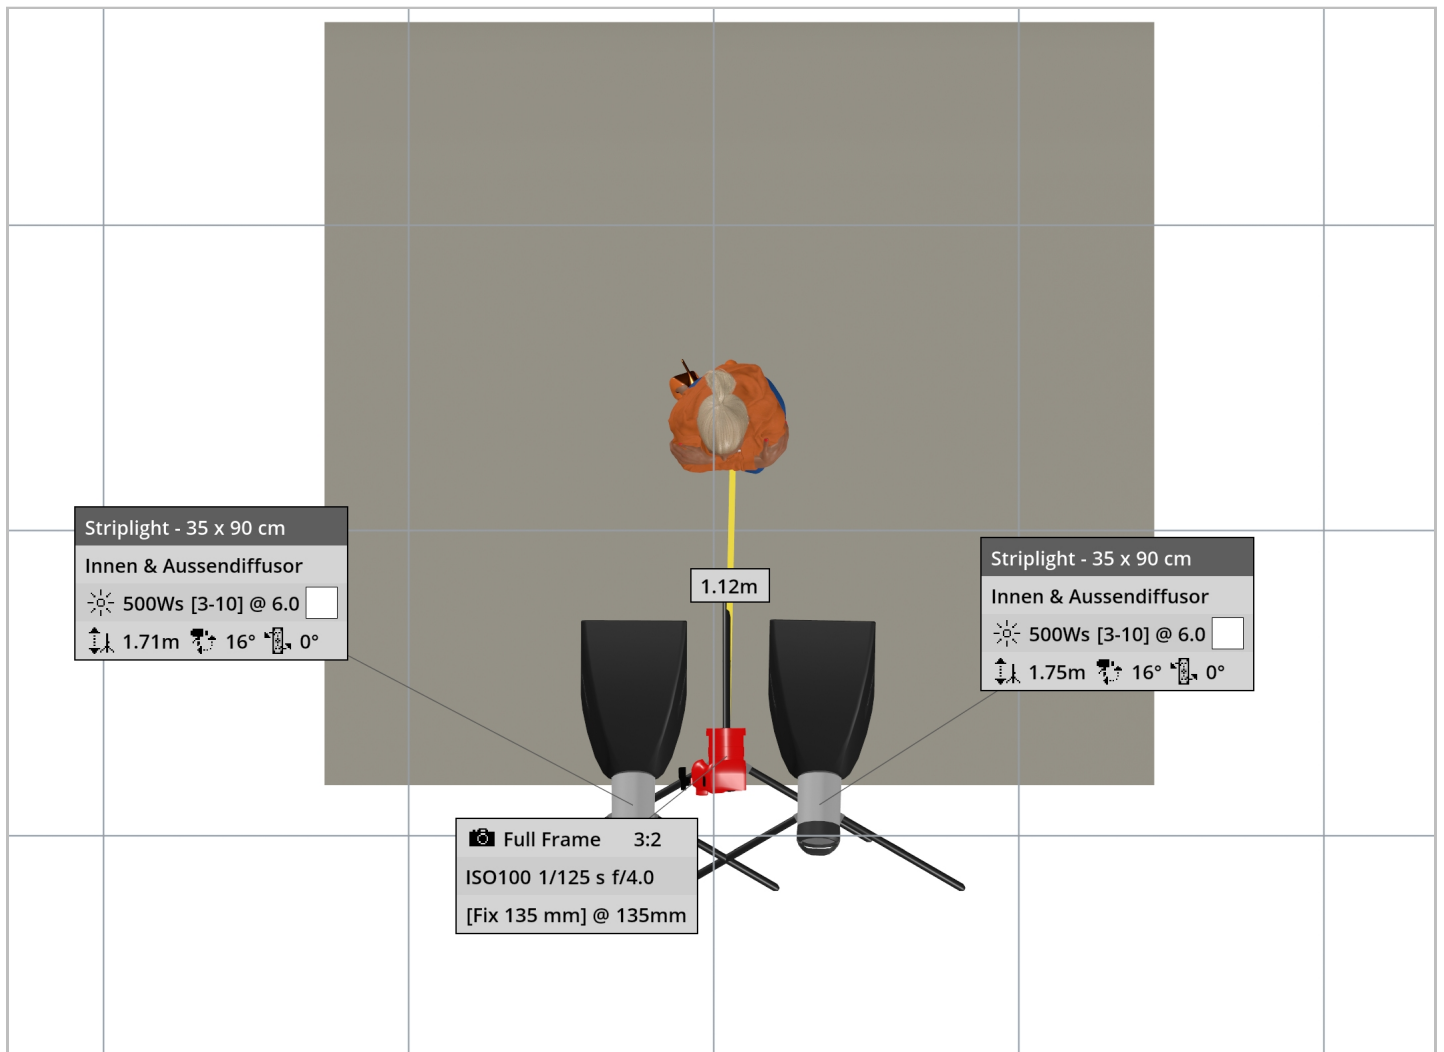 Striplight - 35 x 90 cm
Innen & Aussendiffusor
500Ws [3-10] @ 6.0
1.71m 16° 0°
1.12m
Striplight - 35 x 90 cm
Innen & Aussendiffusor
500Ws [3-10] @ 6.0
1.75m 16° 0°
Full Frame 3:2
ISO100 1/125 s f/4.0
[Fix 135 mm] @ 135mm